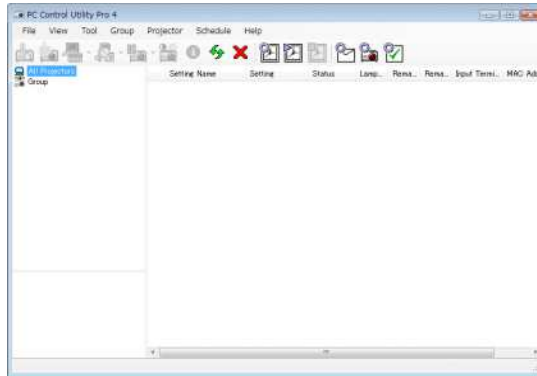 PC Control Utility Pro 4
File View Tool Group Projector Schedule Help
All Projectors
Group
Setting Name Setting Status Lamp... Rema... Rema... Input Termi... MAC Ad